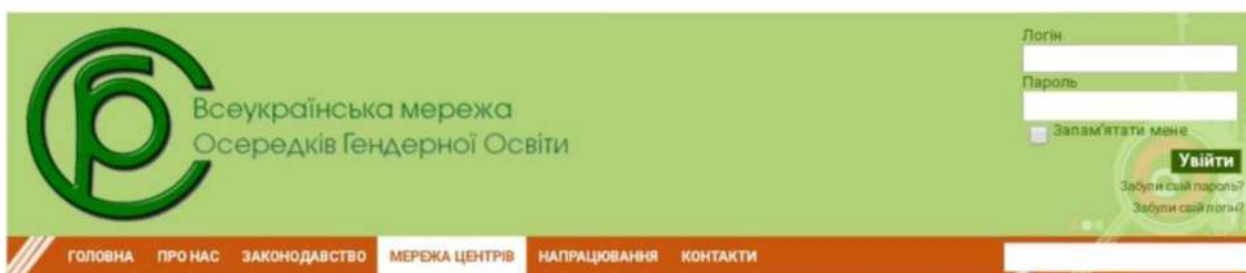 Всеукраїнська мережа
Осередків Гендерної Освіти
Логін
Пароль
Запам'ятати мене
Увійти
Забули свій пароль?
Забули свій логін?
ГОЛОВНА ПРО НАС ЗАКОНОДАВСТВО МЕРЕЖА ЦЕНТРІВ НАПРАЦЮВАННЯ КОНТАКТИ